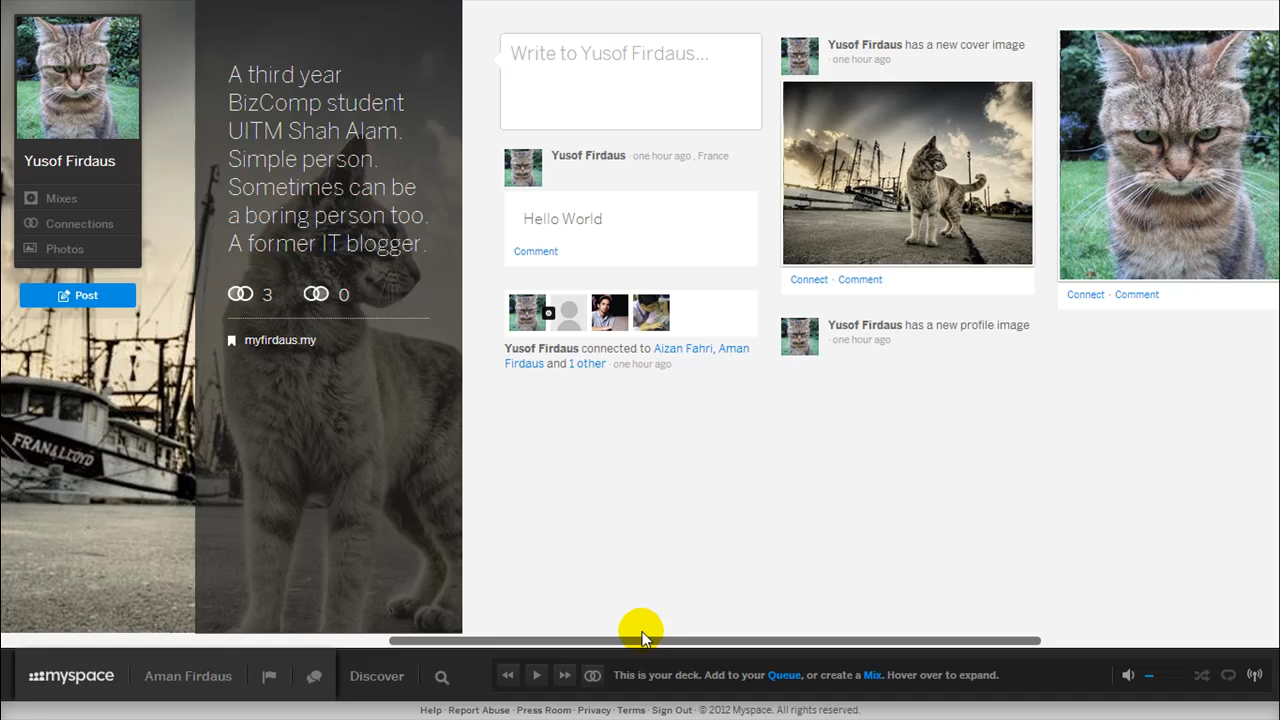 Yusof Firdaus
Mixes
Connections
Photos
Post
FRAN & LLOYD
A third year
BizComp student
UITM Shah Alam.
Simple person.
Sometimes can be
a boring person too.
A former IT blogger.
3 0
myfirdaus.my
Write to Yusof Firdaus...
Yusof Firdaus · one hour ago , France
Hello World
Comment
Yusof Firdaus connected to Aizan Fahri, Aman
Firdaus and 1 other · one hour ago
Yusof Firdaus has a new cover image
· one hour ago
Connect · Comment
Yusof Firdaus has a new profile image
· one hour ago
Connect · Comment
myspace Aman Firdaus Discover
This is your deck. Add to your Queue, or create a Mix. Hover over to expand.
Help · Report Abuse · Press Room · Privacy · Terms · Sign Out · © 2012 Myspace. All rights reserved.